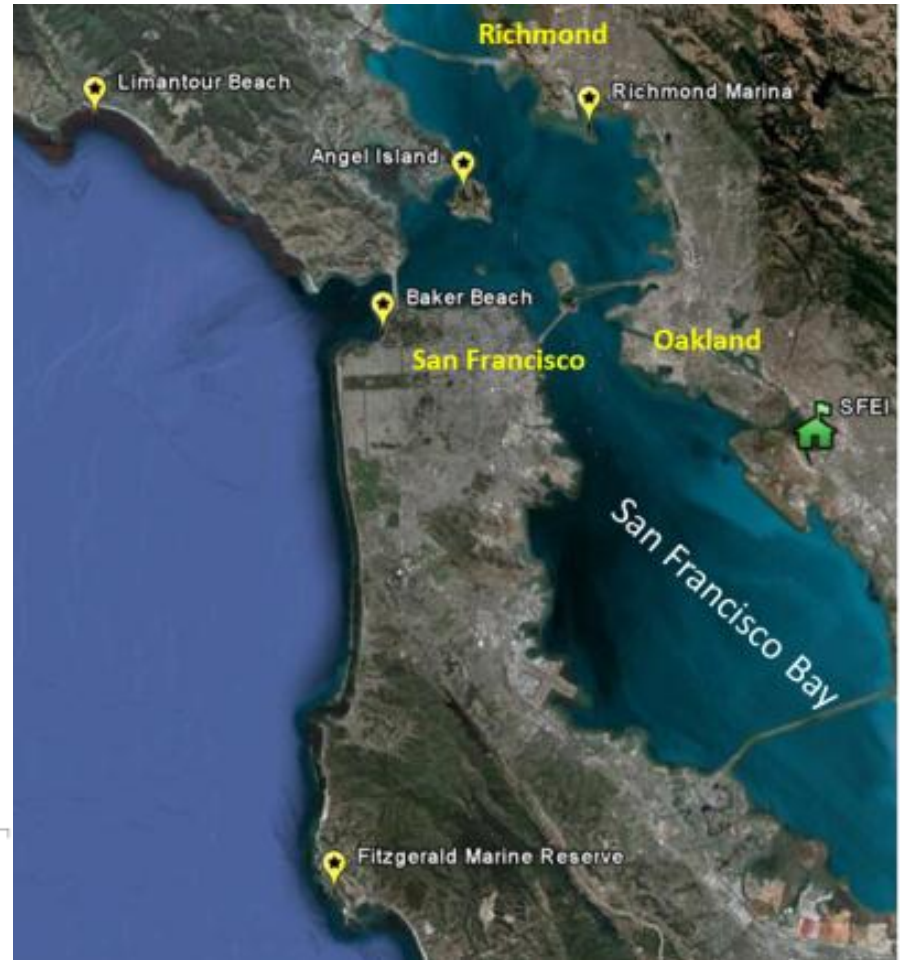 Richmond
Limantour Beach
Richmond Marina
Angel Island
Baker Beach
San Francisco
Oakland
SFEI
San Francisco Bay
Fitzgerald Marine Reserve